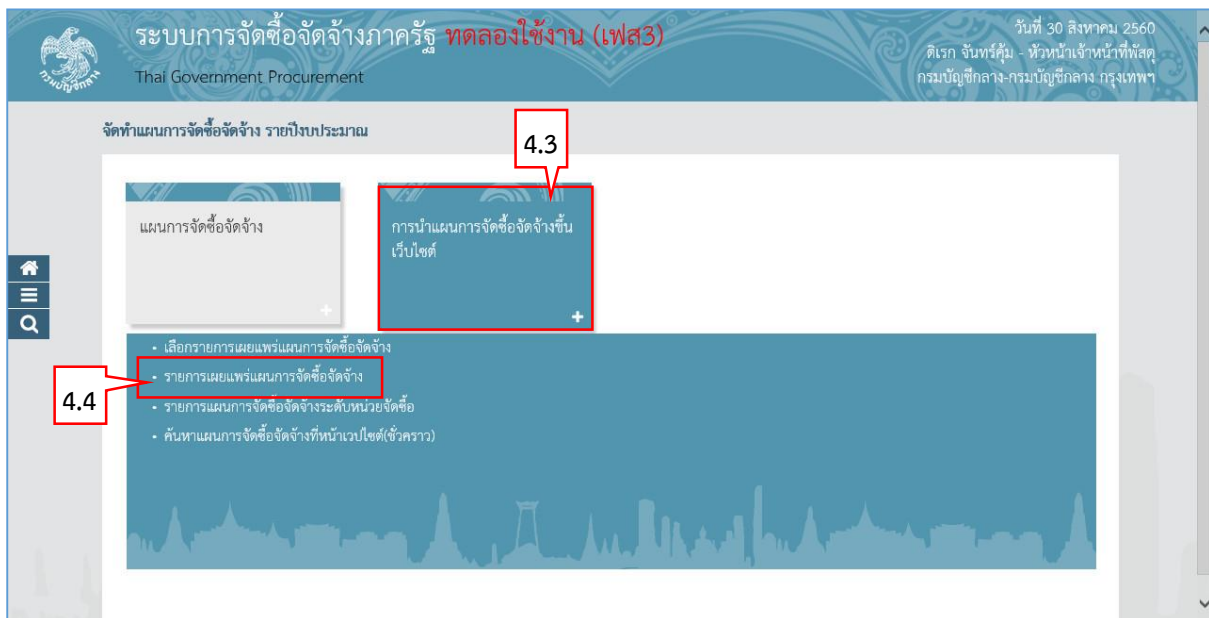 ระบบการจัดซื้อจัดจ้างภาครัฐ ทดลองใช้งาน (เฟส3)
Thai Government Procurement
วันที่ 30 สิงหาคม 2560
ดิเรก จันทร์คุ้ม - หัวหน้าเจ้าหน้าที่พัสดุ
กรมบัญชีกลาง-กรมบัญชีกลาง กรุงเทพฯ
กรมบัญชีกลาง
จัดทำแผนการจัดซื้อจัดจ้าง รายปีงบประมาณ
4.3
แผนการจัดซื้อจัดจ้าง
การนำแผนการจัดซื้อจัดจ้างขึ้น
เว็บไซต์
• เลือกรายการเผยแพร่แผนการจัดซื้อจัดจ้าง
• รายการเผยแพร่แผนการจัดซื้อจัดจ้าง
4.4
• รายการแผนการจัดซื้อจัดจ้างระดับหน่วยจัดซื้อ
• ค้นหาแผนการจัดซื้อจัดจ้างที่หน้าเวปไซต์(ชั่วคราว)